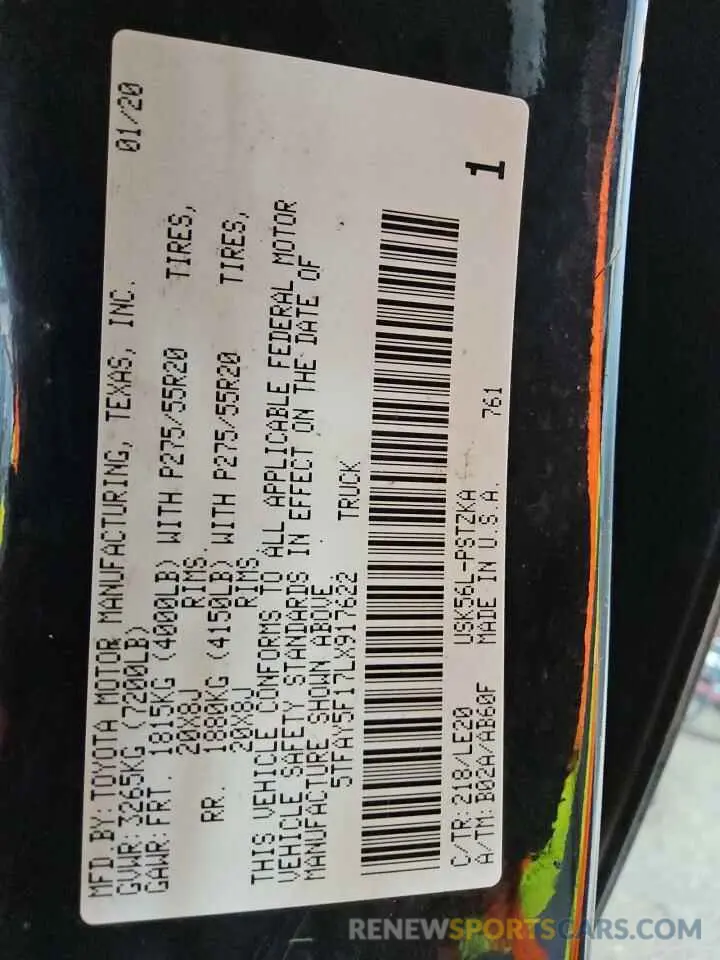 MFD.BY:TOYOTA MOTOR MANUFACTURING, TEXAS, INC. 01/20
GVWR:3265KG(7200LB)
GAWR:FRT. 1815KG(4000LB) WITH P275/55R20 TIRES,
20X8J RIMS.
RR. 1880KG(4150LB) WITH P275/55R20 TIRES,
20X8J RIMS
THIS VEHICLE CONFORMS TO ALL APPLICABLE FEDERAL MOTOR
VEHICLE SAFETY STANDARDS IN EFFECT ON THE DATE OF
MANUFACTURE SHOWN ABOVE.
5TFAY5F17LX917622 TRUCK
1
C/TR:218/LE20 USK56L-PSTZKA 761
A/TM:B02A/AB60F MADE IN U.S.A.
RENEWSPORTSCARS.COM